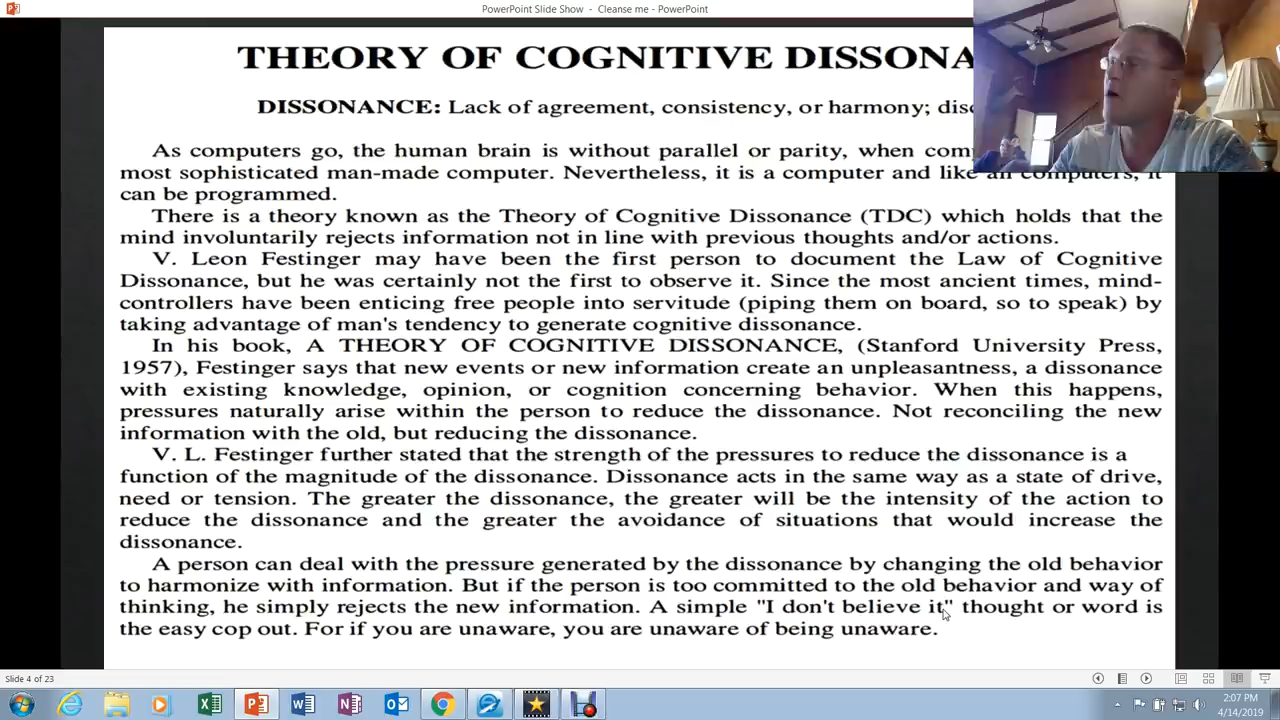 PowerPoint Slide Show - Cleanse me - PowerPoint
THEORY OF COGNITIVE
DISSONANCE: Lack of agreement, consistency, or harmony;
As computers go, the human brain is without parallel or parity, when
most sophisticated man-made computer. Nevertheless, it is a computer and like all computers, it
can be programmed.
There is a theory known as the Theory of Cognitive Dissonance (TDC) which holds that the
mind involuntarily rejects information not in line with previous thoughts and/or actions.
V. Leon Festinger may have been the first person to document the Law of Cognitive
Dissonance, but he was certainly not the first to observe it. Since the most ancient times, mind-
controllers have been enticing free people into servitude (piping them on board, so to speak) by
taking advantage of man's tendency to generate cognitive dissonance.
In his book, A THEORY OF COGNITIVE DISSONANCE, (Stanford University Press,
1957), Festinger says that new events or new information create an unpleasantness, a dissonance
with existing knowledge, opinion, or cognition concerning behavior. When this happens,
pressures naturally arise within the person to reduce the dissonance. Not reconciling the new
information with the old, but reducing the dissonance.
V. L. Festinger further stated that the strength of the pressures to reduce the dissonance is a
function of the magnitude of the dissonance. Dissonance acts in the same way as a state of drive,
need or tension. The greater the dissonance, the greater will be the intensity of the action to
reduce the dissonance and the greater the avoidance of situations that would increase the
dissonance.
A person can deal with the pressure generated by the dissonance by changing the old behavior
to harmonize with information. But if the person is too committed to the old behavior and way of
thinking, he simply rejects the new information. A simple "I don't believe it" thought or word is
the easy cop out. For if you are unaware, you are unaware of being unaware.
Slide 4 of 23
2:07 PM
4/14/2019